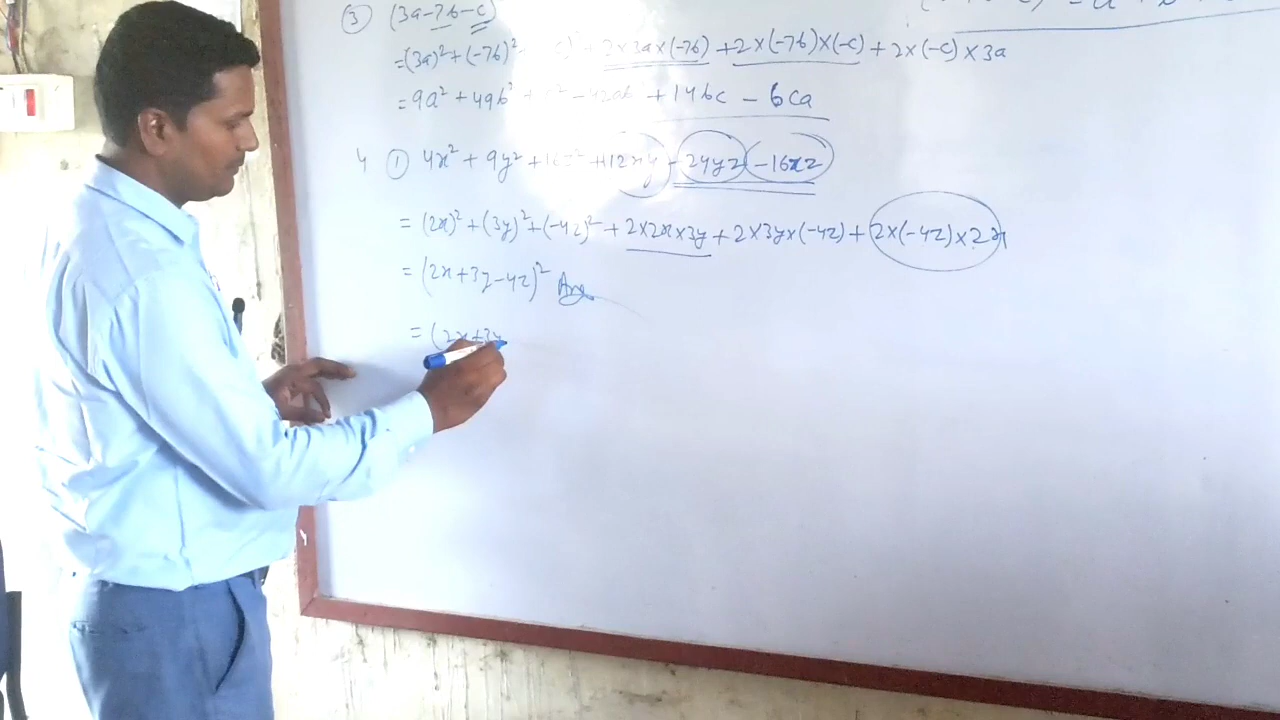 ③ (3a-7b-c)
=(3a)²+(-7b)² c) + 2×3a×(-7b) +2×(-7b)×(-c) + 2×(-c)×3a
=9a² + 49b² + c² - 42ab + 14bc - 6ca
4 ① 4x² + 9y² +16z² +12xy - 24yz -16xz
= (2x)² +(3y)²+(-4z)² + 2×2x×3y + 2×3y×(-4z) + 2×(-4z)×2x
= (2x+3y-4z)² Ans
= (2x+3y